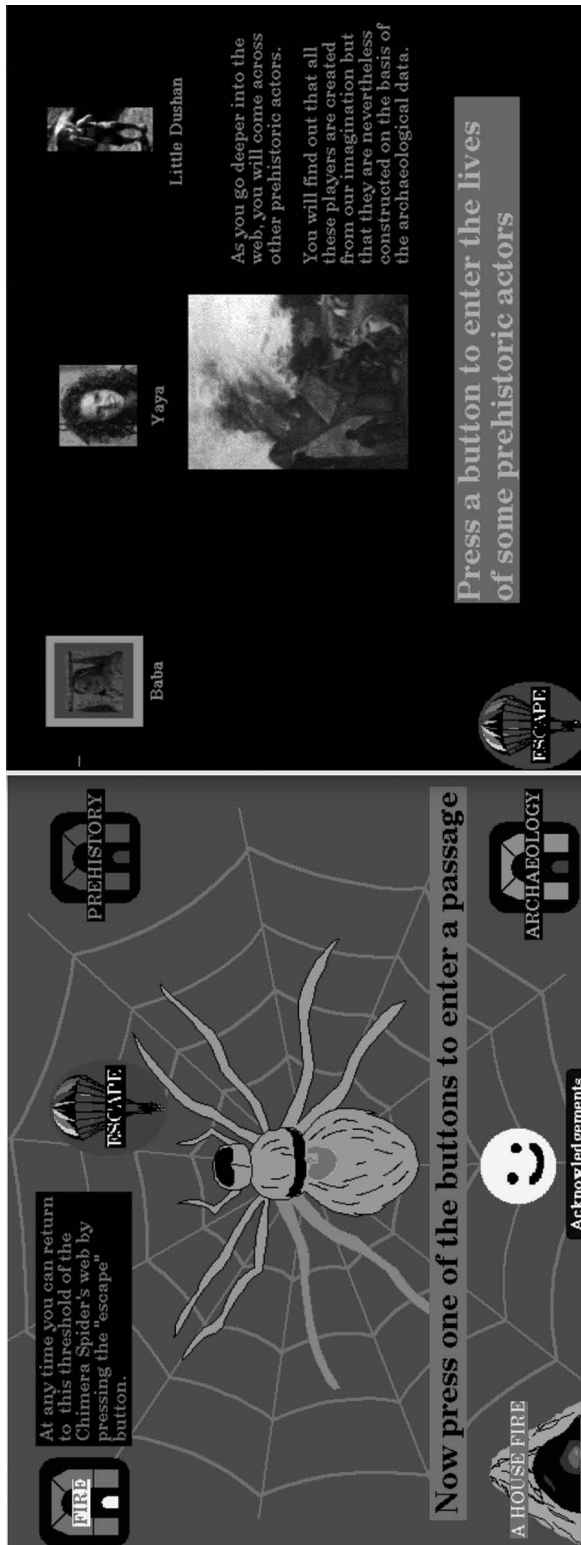 FIRE
At any time you can return
to this threshold of the
Chimera Spider's web by
pressing the "escape"
button.
ESCAPE
PREHISTORY
Now press one of the buttons to enter a passage
A HOUSE FIRE
Acknowledgements
ARCHAEOLOGY
Baba
Yaya
Little Dushan
As you go deeper into the
web, you will come across
other prehistoric actors.
You will find out that all
these players are created
from our imagination but
that they are nevertheless
constructed on the basis of
the archaeological data.
Press a button to enter the lives
of some prehistoric actors
ESCAPE